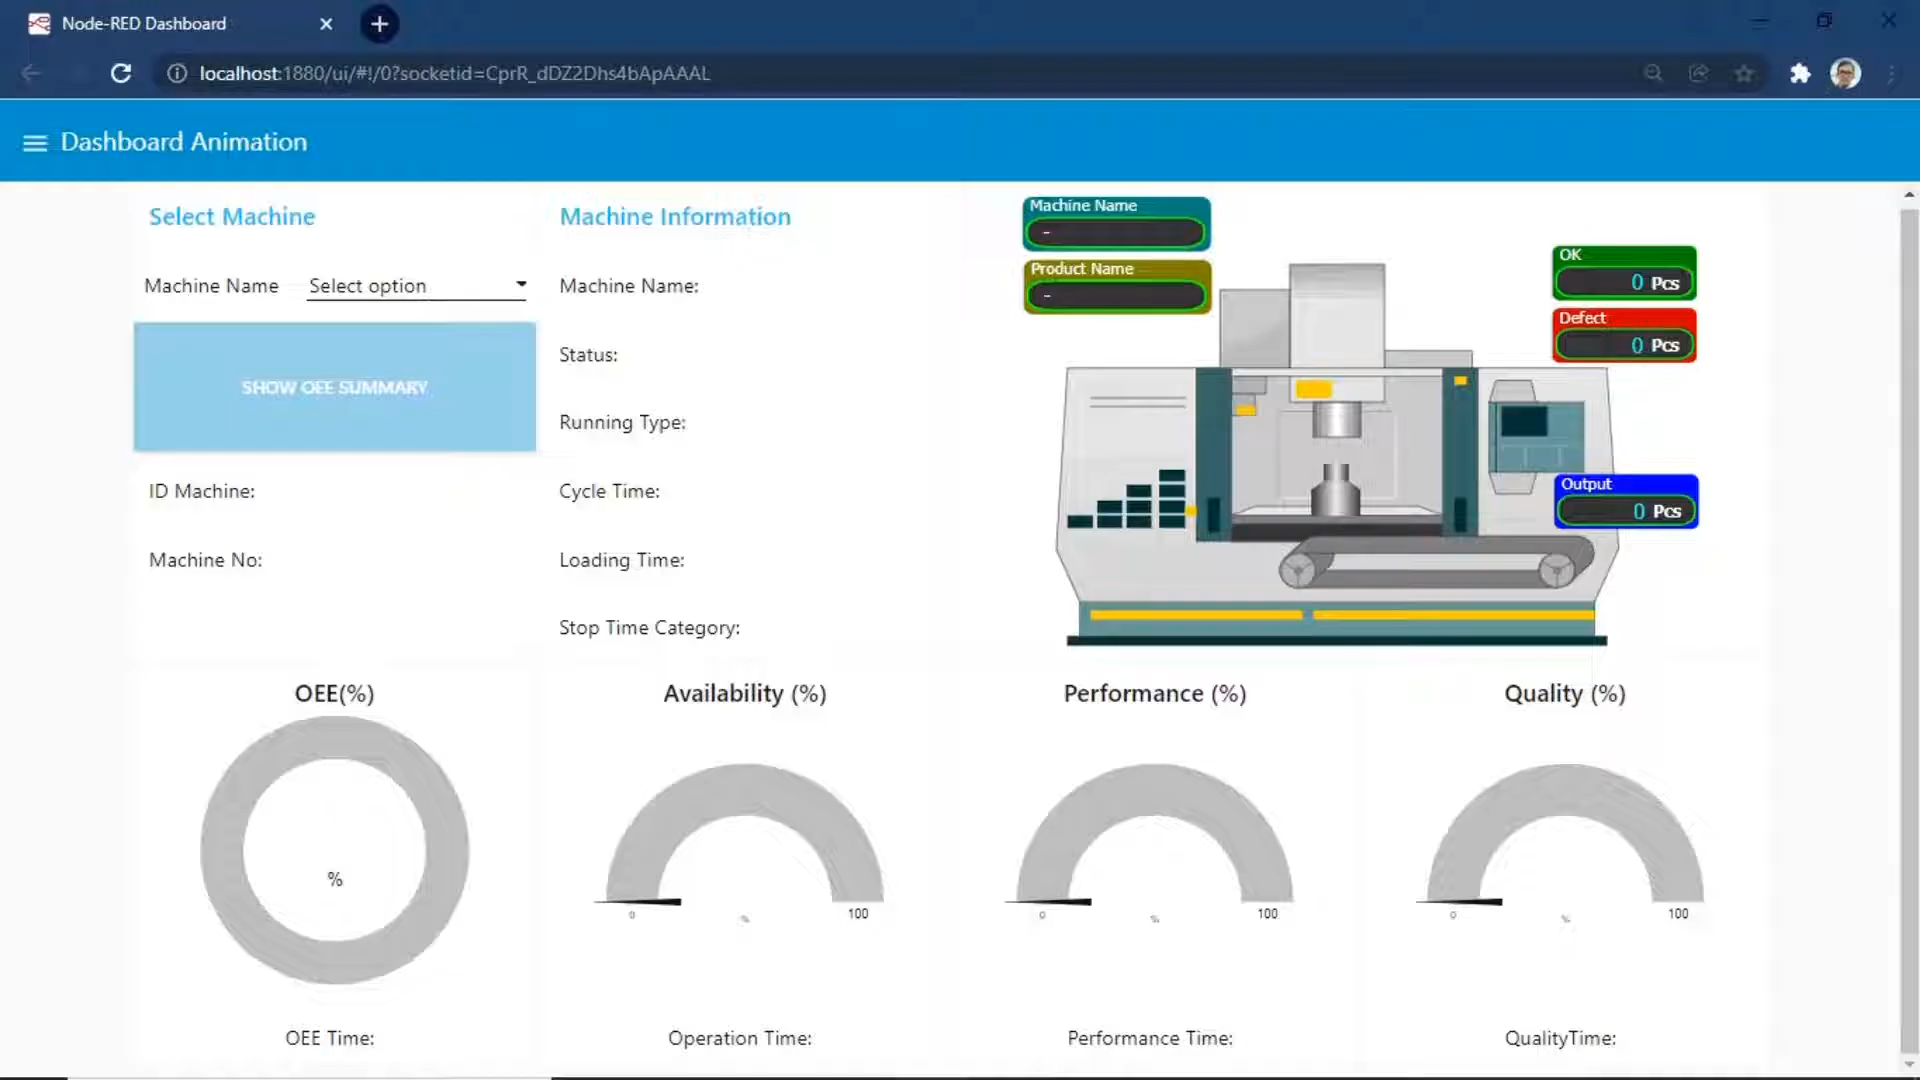 Node-RED Dashboard
localhost:1880/ui/#!/0?socketid=CprR_dDZ2Dhs4bApAAAL
Dashboard Animation
Select Machine
Machine Name Select option
SHOW OEE SUMMARY
ID Machine:
Machine No:
Machine Information
Machine Name:
Status:
Running Type:
Cycle Time:
Loading Time:
Stop Time Category:
Machine Name
-
Product Name
-
OK
0 Pcs
Defect
0 Pcs
Output
0 Pcs
OEE(%)
%
OEE Time:
Availability (%)
0 % 100
Operation Time:
Performance (%)
0 % 100
Performance Time:
Quality (%)
0 % 100
QualityTime: